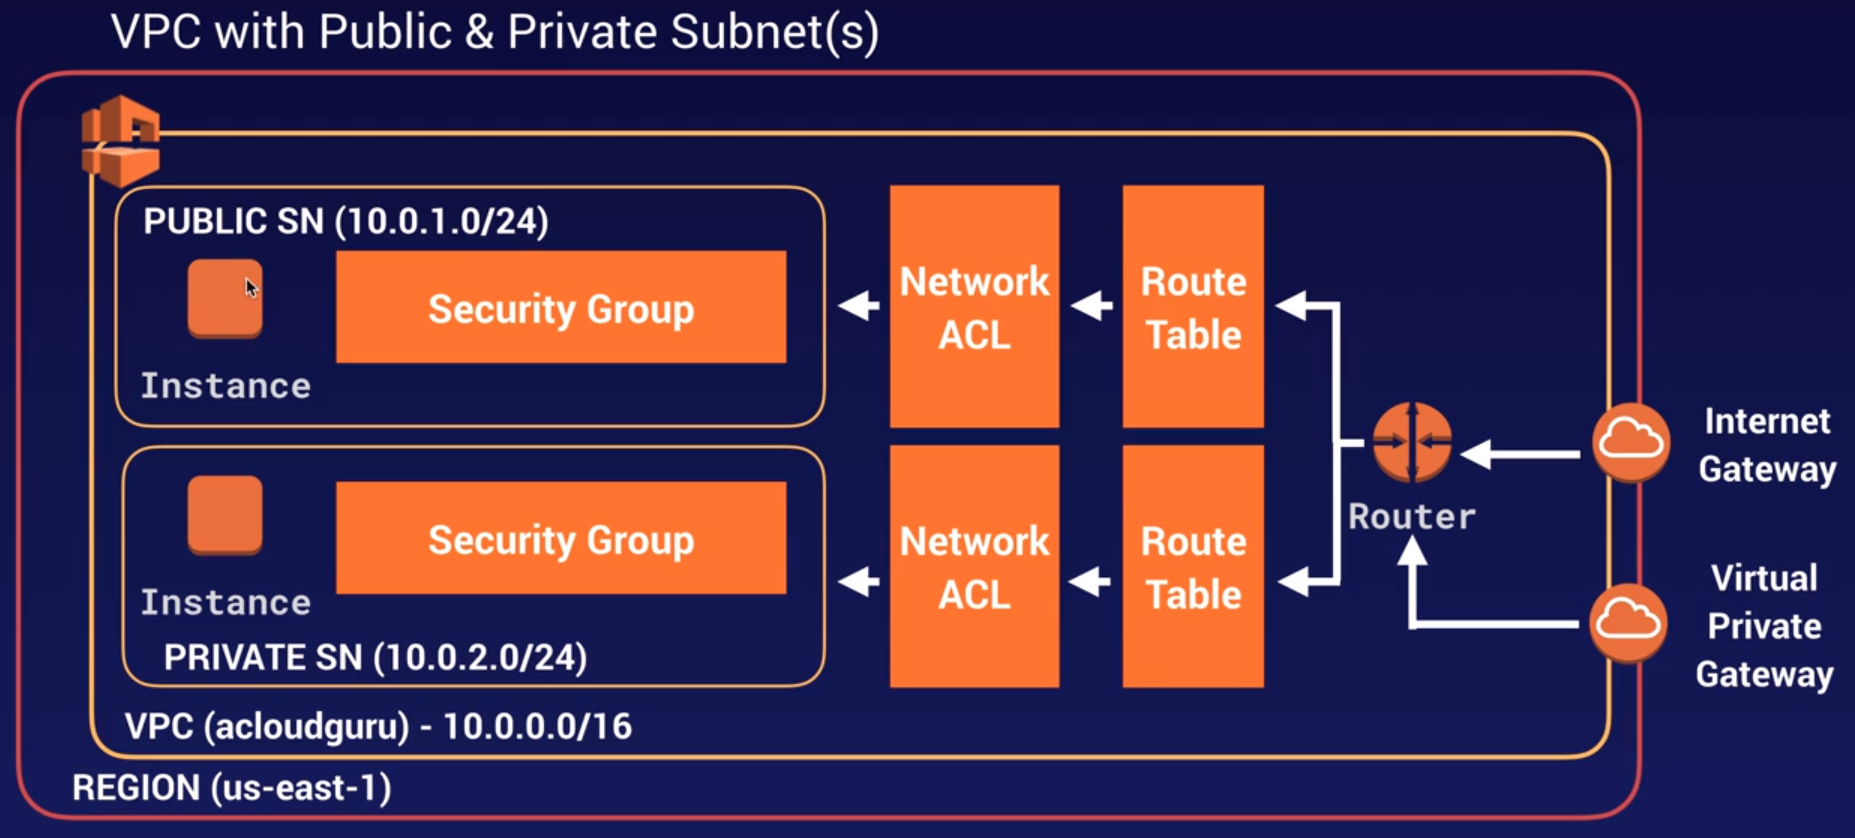 VPC with Public & Private Subnet(s)
PUBLIC SN (10.0.1.0/24)
Instance
Security Group
Network
ACL
Route
Table
Instance
Security Group
PRIVATE SN (10.0.2.0/24)
Network
ACL
Route
Table
Router
Internet
Gateway
Virtual
Private
Gateway
VPC (acloudguru) - 10.0.0.0/16
REGION (us-east-1)